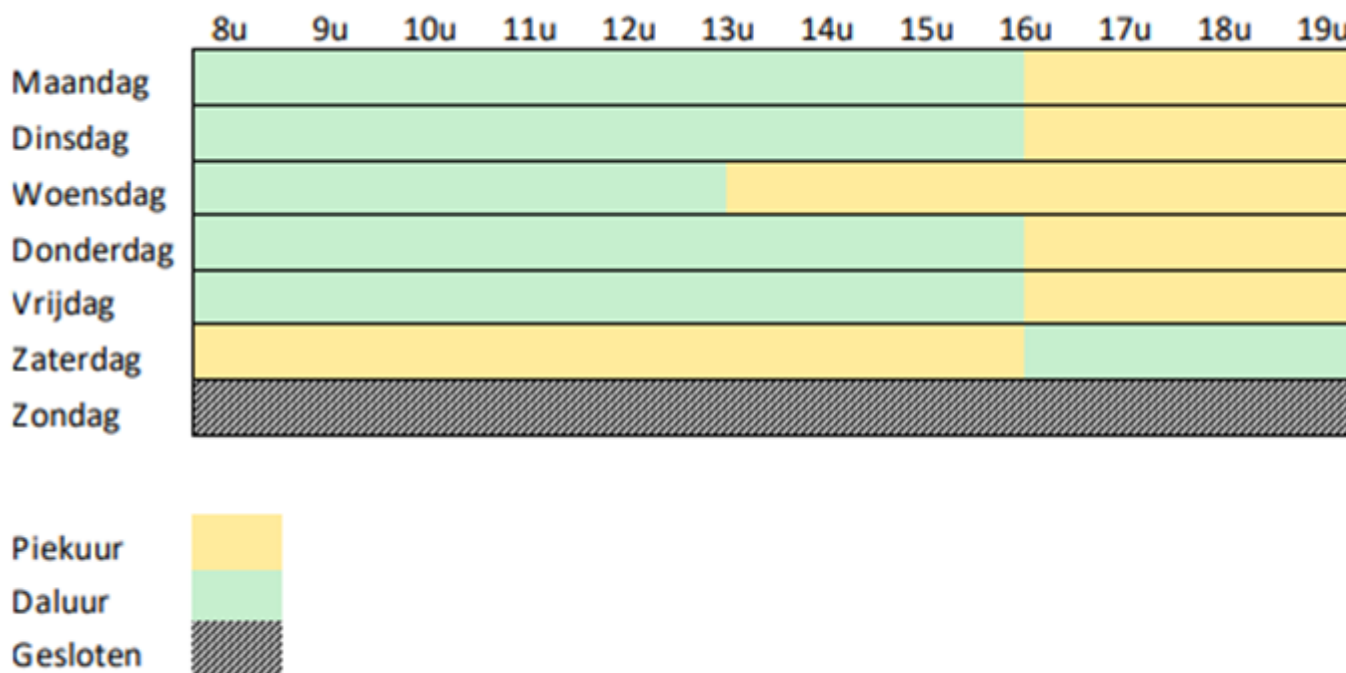 8u 9u 10u 11u 12u 13u 14u 15u 16u 17u 18u 19u
Maandag
Dinsdag
Woensdag
Donderdag
Vrijdag
Zaterdag
Zondag
Piekuur
Daluur
Gesloten